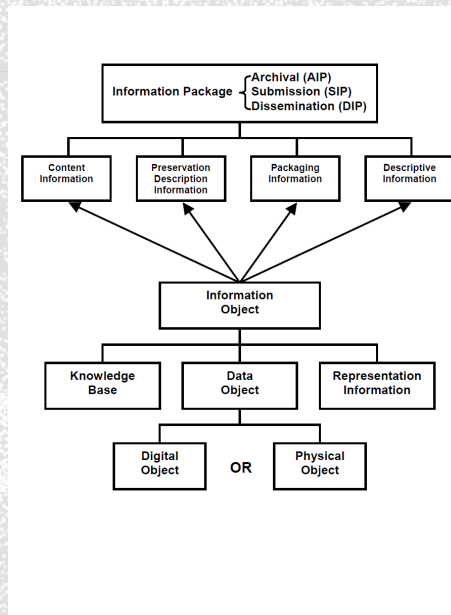 Information Package
Archival (AIP)
Submission (SIP)
Dissemination (DIP)
Content
Information
Preservation
Description
Information
Packaging
Information
Descriptive
Information
Information
Object
Knowledge
Base
Data
Object
Representation
Information
Digital
Object
OR
Physical
Object